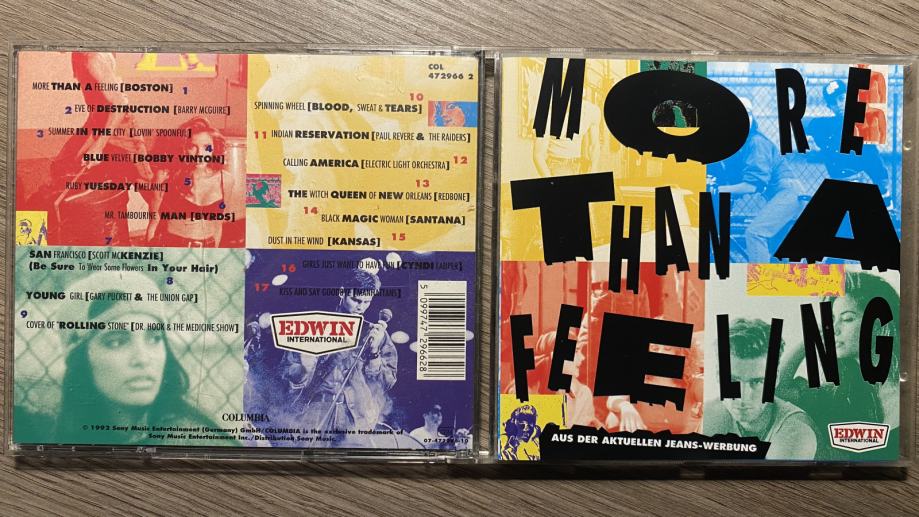 COL
472966 2
MORE THAN A FEELING [BOSTON] 1
2 EVE OF DESTRUCTION [BARRY MCGUIRE]
3 SUMMER IN THE CITY [LOVIN' SPOONFUL]
4
BLUE VELVET [BOBBY VINTON]
RUBY TUESDAY [MELANIE] 5
6
MR. TAMBOURINE MAN [BYRDS]
7
SAN FRANCISCO [SCOTT MCKENZIE]
(Be Sure To Wear Some Flowers In Your Hair)
8
YOUNG GIRL [GARY PUCKETT & THE UNION GAP]
9
COVER OF "ROLLING STONE" [DR. HOOK & THE MEDICINE SHOW]
10
SPINNING WHEEL [BLOOD, SWEAT & TEARS]
11 INDIAN RESERVATION [PAUL REVERE & THE RAIDERS]
CALLING AMERICA [ELECTRIC LIGHT ORCHESTRA] 12
13
THE WITCH QUEEN OF NEW ORLEANS [REDBONE]
14
BLACK MAGIC WOMAN [SANTANA]
DUST IN THE WIND [KANSAS] 15
16 GIRLS JUST WANT TO HAVE FUN [CYNDI LAUPER]
17 KISS AND SAY GOODBYE [MANHATTANS]
EDWIN
INTERNATIONAL
5 099747 296628
COLUMBIA
© 1992 Sony Music Entertainment (Germany) GmbH/COLUMBIA is the exclusive trademark of
Sony Music Entertainment Inc./Distribution Sony Music.
MORE
THAN A
FEELING
AUS DER AKTUELLEN JEANS-WERBUNG
EDWIN
INTERNATIONAL